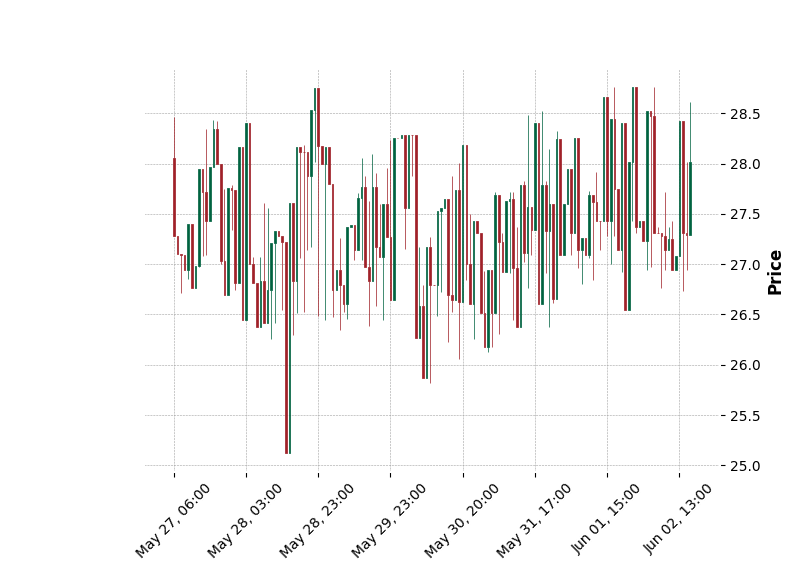 28.5
28.0
27.5
27.0
26.5
26.0
25.5
25.0
Price
May 27, 06:00
May 28, 03:00
May 28, 23:00
May 29, 23:00
May 30, 20:00
May 31, 17:00
Jun 01, 15:00
Jun 02, 13:00